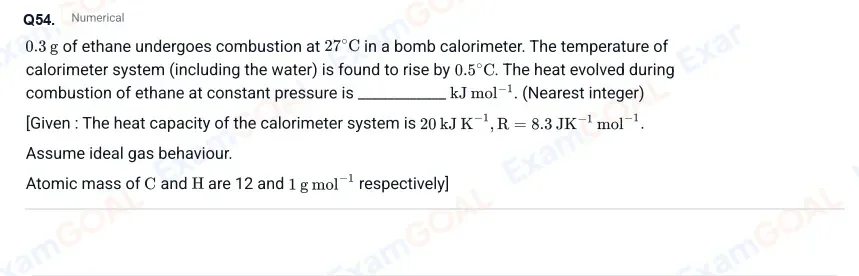 Q54. Numerical
0.3 g of ethane undergoes combustion at 27°C in a bomb calorimeter. The temperature of
calorimeter system (including the water) is found to rise by 0.5°C. The heat evolved during
combustion of ethane at constant pressure is __________ kJ mol⁻¹. (Nearest integer)
[Given : The heat capacity of the calorimeter system is 20 kJ K⁻¹, R = 8.3 JK⁻¹ mol⁻¹.
Assume ideal gas behaviour.
Atomic mass of C and H are 12 and 1 g mol⁻¹ respectively]